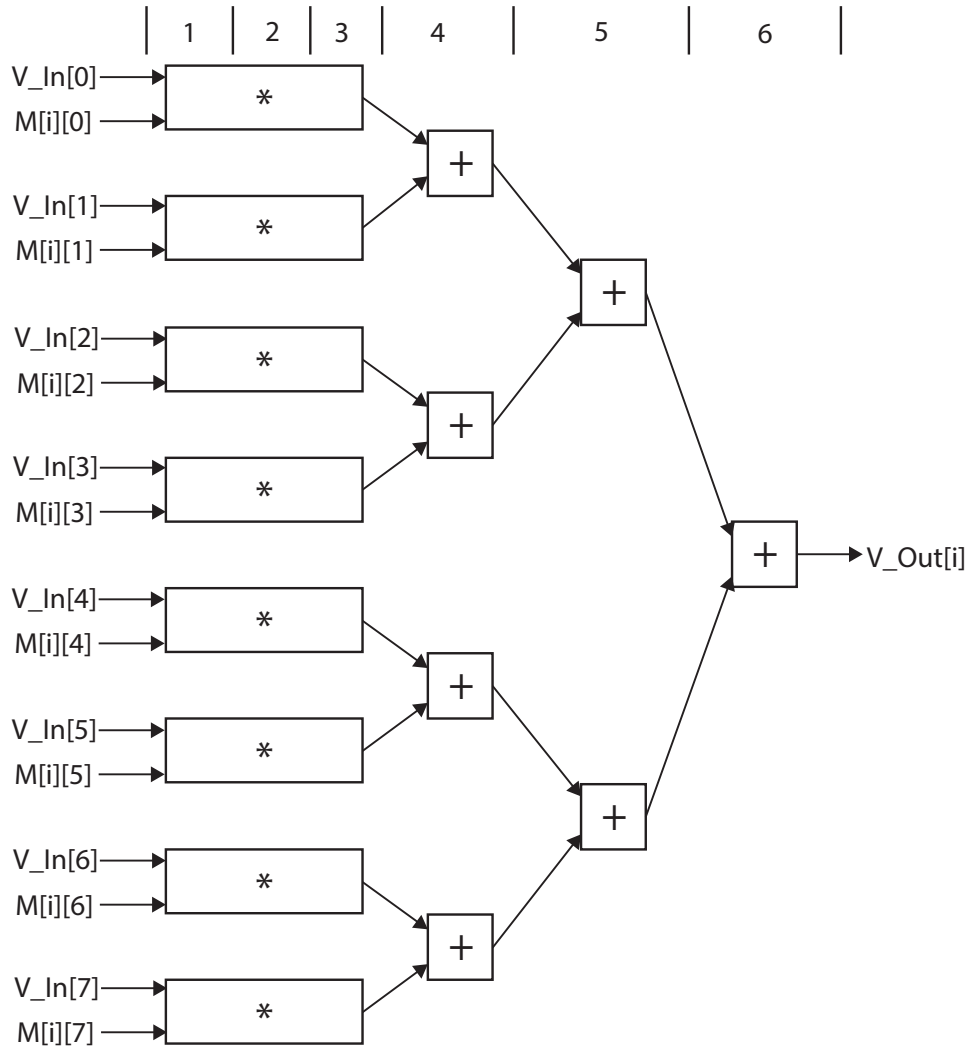 1 2 3 4 5 6
V_In[0]
M[i][0]
*
+
V_In[1]
M[i][1]
*
+
V_In[2]
M[i][2]
*
+
V_In[3]
M[i][3]
*
+
V_Out[i]
V_In[4]
M[i][4]
*
+
V_In[5]
M[i][5]
*
+
V_In[6]
M[i][6]
*
+
V_In[7]
M[i][7]
*